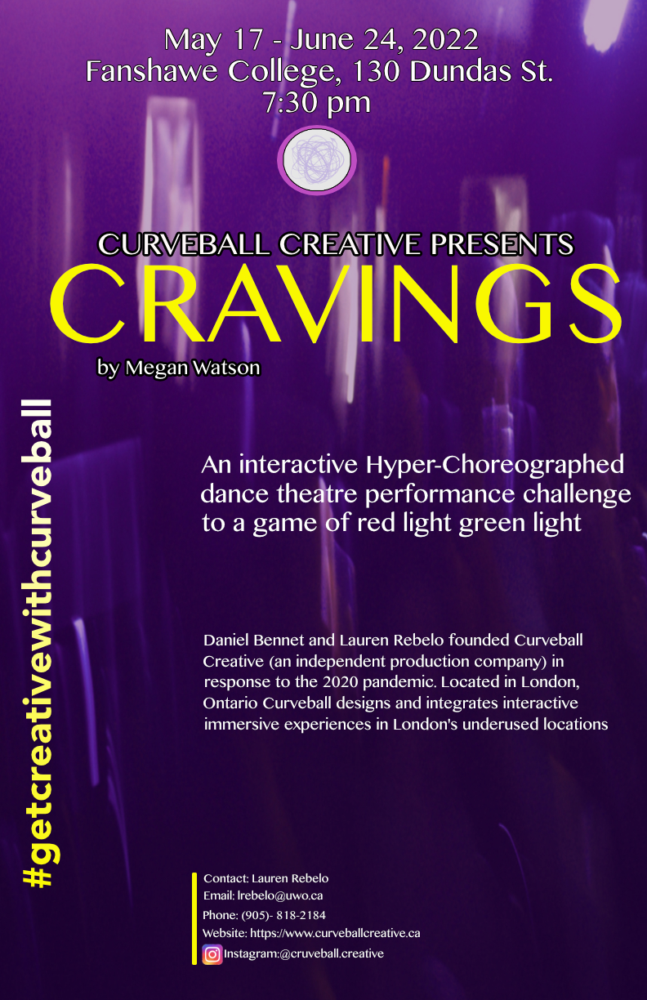 May 17 - June 24, 2022
Fanshawe College, 130 Dundas St.
7:30 pm
CURVEBALL CREATIVE PRESENTS
CRAVINGS
by Megan Watson
#getcreativewithcurveball
An interactive Hyper-Choreographed
dance theatre performance challenge
to a game of red light green light
Daniel Bennet and Lauren Rebelo founded Curveball
Creative (an independent production company) in
response to the 2020 pandemic. Located in London,
Ontario Curveball designs and integrates interactive
immersive experiences in London's underused locations
Contact: Lauren Rebelo
Email: lrebelo@uwo.ca
Phone: (905)- 818-2184
Website: https://www.curveballcreative.ca
Instagram:@cruveball.creative